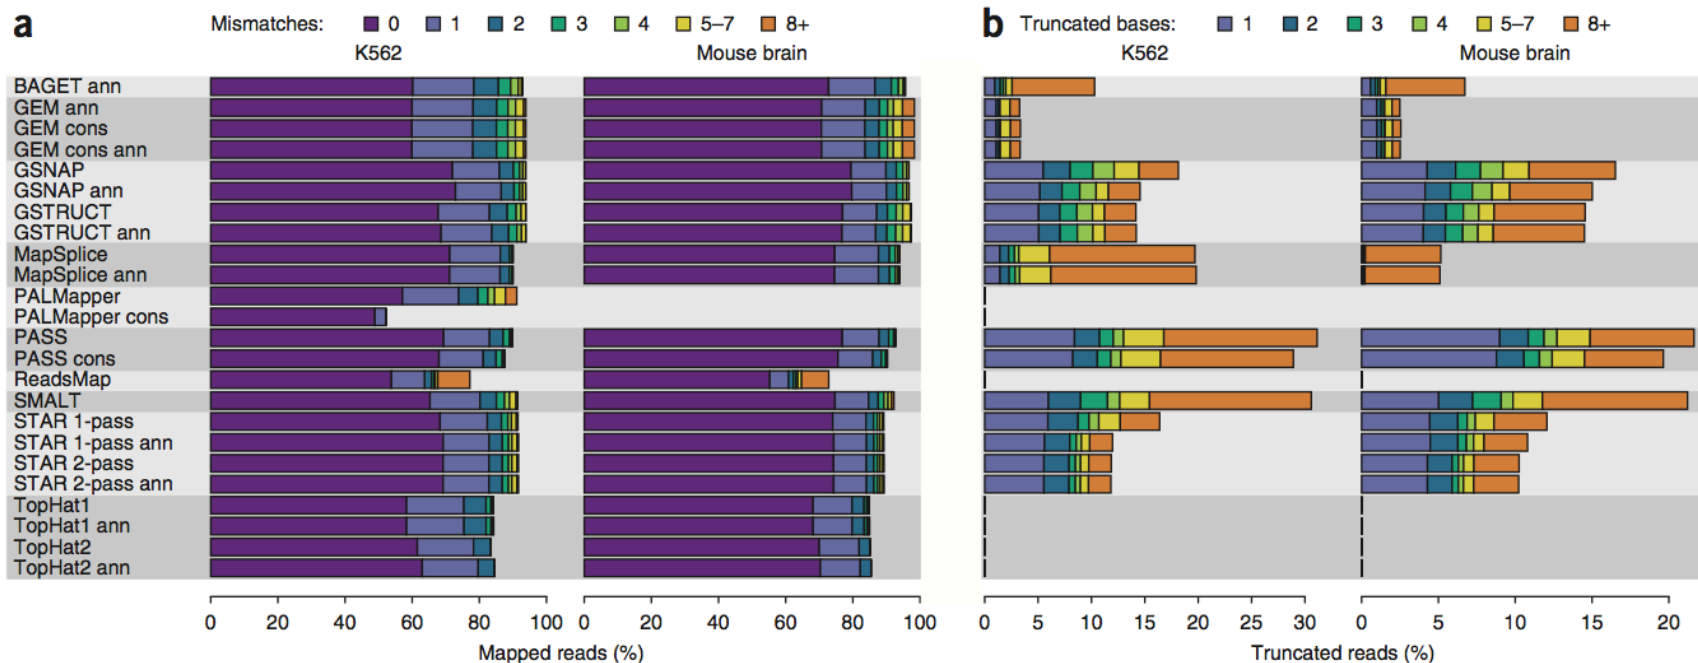 a Mismatches: 0 1 2 3 4 5–7 8+
K562 Mouse brain
b Truncated bases: 1 2 3 4 5–7 8+
K562 Mouse brain
BAGET ann
GEM ann
GEM cons
GEM cons ann
GSNAP
GSNAP ann
GSTRUCT
GSTRUCT ann
MapSplice
MapSplice ann
PALMapper
PALMapper cons
PASS
PASS cons
ReadsMap
SMALT
STAR 1-pass
STAR 1-pass ann
STAR 2-pass
STAR 2-pass ann
TopHat1
TopHat1 ann
TopHat2
TopHat2 ann
0 20 40 60 80 100 0 20 40 60 80 100
Mapped reads (%)
0 5 10 15 20 25 30 0 5 10 15 20
Truncated reads (%)